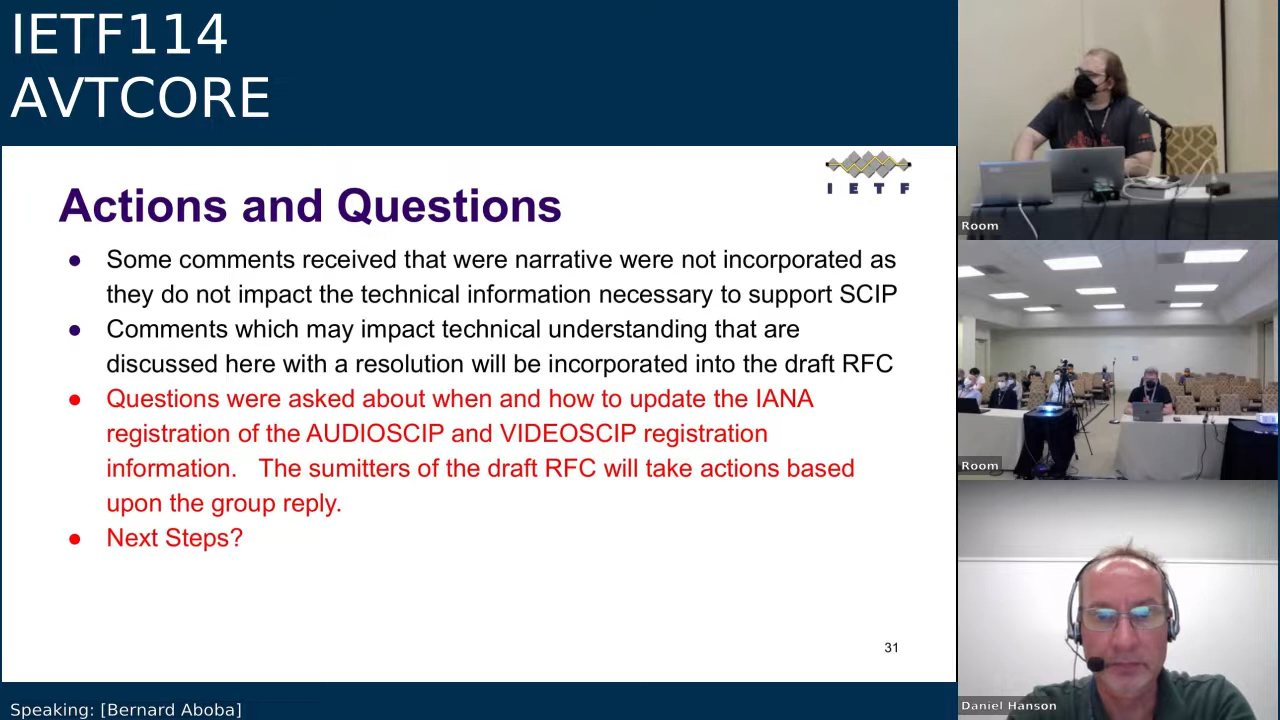 IETF114
AVTCORE
I E T F
Actions and Questions
● Some comments received that were narrative were not incorporated as
they do not impact the technical information necessary to support SCIP
● Comments which may impact technical understanding that are
discussed here with a resolution will be incorporated into the draft RFC
● Questions were asked about when and how to update the IANA
registration of the AUDIOSCIP and VIDEOSCIP registration
information.   The sumitters of the draft RFC will take actions based
upon the group reply.
● Next Steps?
31
Speaking: [Bernard Aboba]
Room
Room
Daniel Hanson